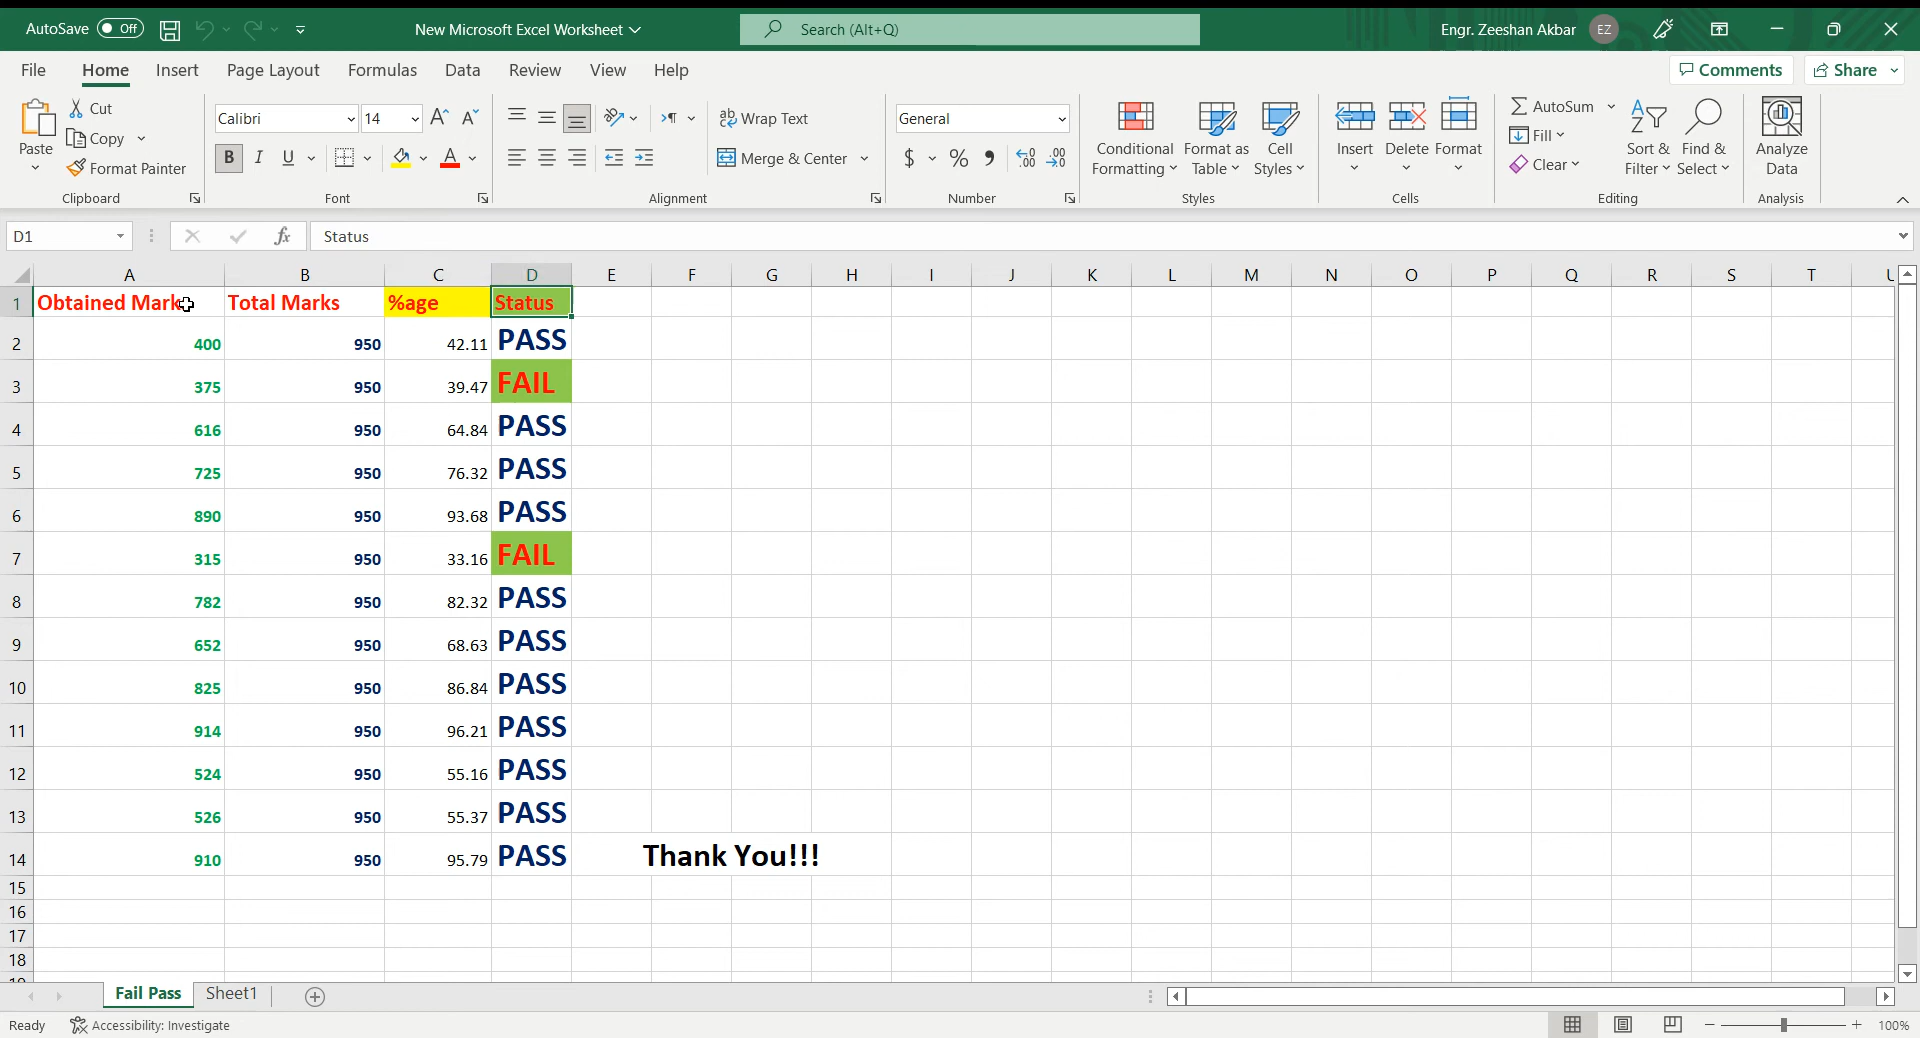 AutoSave Off New Microsoft Excel Worksheet Search (Alt+Q) Engr. Zeeshan Akbar EZ
File Home Insert Page Layout Formulas Data Review View Help Comments Share
Paste
Cut
Copy
Format Painter
Clipboard
Calibri 14
B I U A
Font
Wrap Text
Merge & Center
Alignment
General
$ % 9
Number
Conditional Formatting
Format as Table
Cell Styles
Styles
Insert Delete Format
Cells
AutoSum
Fill
Clear
Sort & Filter
Find & Select
Editing
Analyze Data
Analysis
D1 fx Status
A B C D E F G H I J K L M N O P Q R S T U
1 Obtained Marks Total Marks %age Status
2 400 950 42.11 PASS
3 375 950 39.47 FAIL
4 616 950 64.84 PASS
5 725 950 76.32 PASS
6 890 950 93.68 PASS
7 315 950 33.16 FAIL
8 782 950 82.32 PASS
9 652 950 68.63 PASS
10 825 950 86.84 PASS
11 914 950 96.21 PASS
12 524 950 55.16 PASS
13 526 950 55.37 PASS
14 910 950 95.79 PASS Thank You!!!
15
16
17
18
Fail Pass Sheet1
Ready Accessibility: Investigate 100%